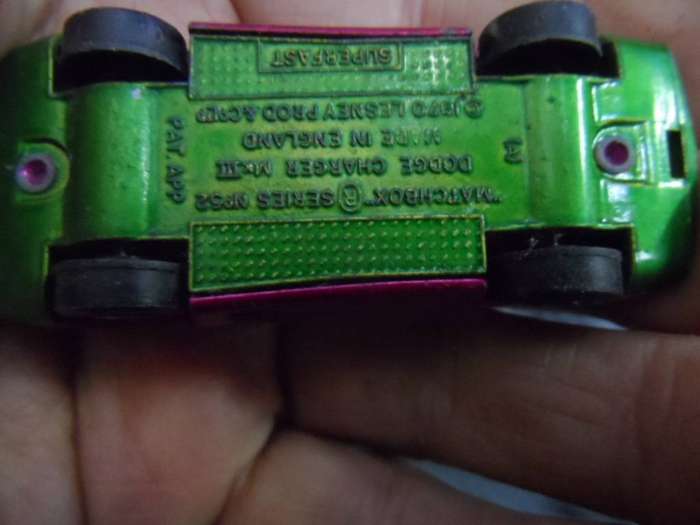 "MATCHBOX" ® SERIES Nº52
DODGE CHARGER MK.III
MADE IN ENGLAND
© 1970 LESNEY PROD & CO LTD
PAT. APP
SUPERFAST